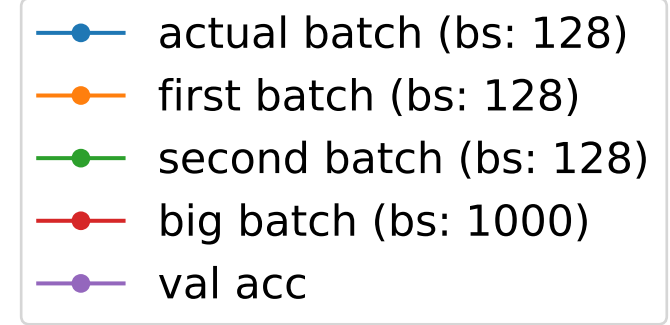 actual batch (bs: 128)
first batch (bs: 128)
second batch (bs: 128)
big batch (bs: 1000)
val acc